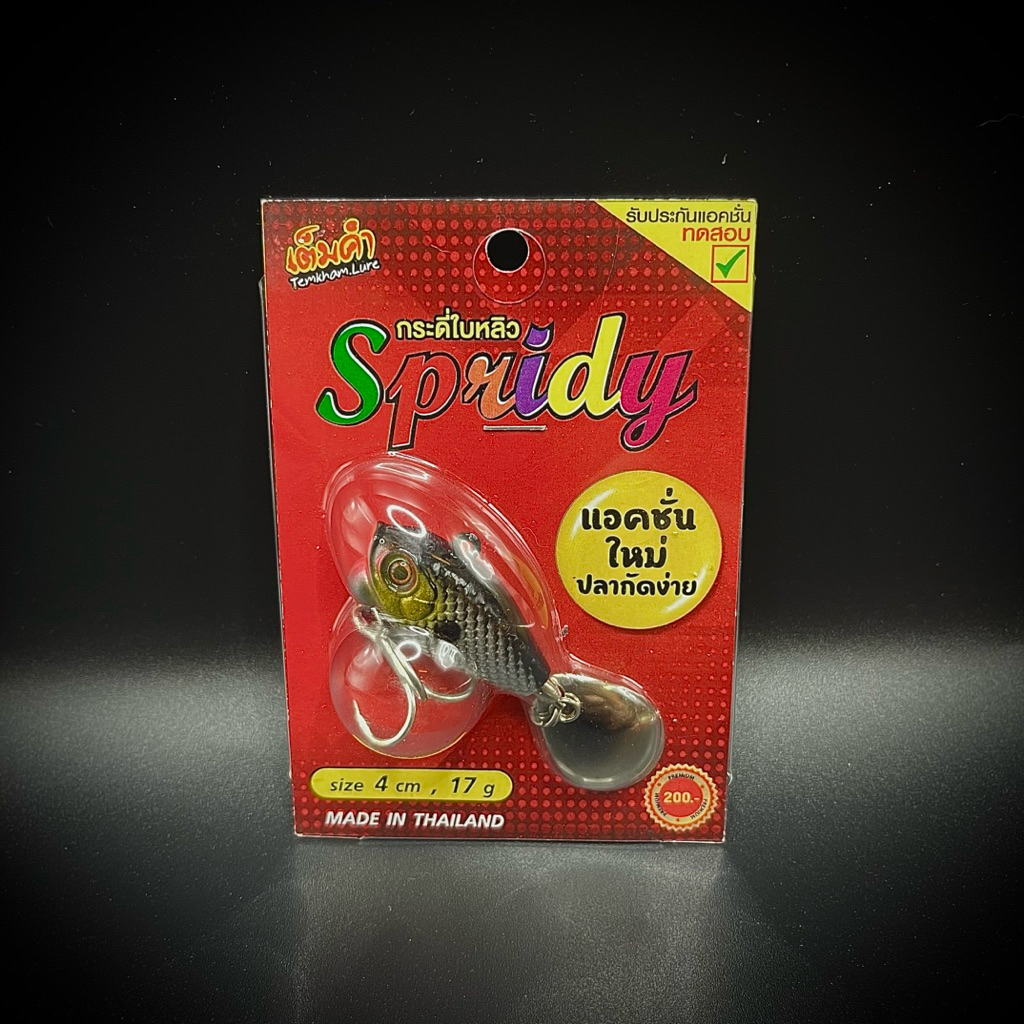 เต็มคำ
Temkham.Lure
รับประกันแอคชั่น
ทดสอบ
กระดี่ใบหลิว
Spridy
แอคชั่น
ใหม่
ปลากัดง่าย
size 4 cm , 17 g
MADE IN THAILAND
PREMIUM
200.-
PREMIUM
PREMIUM